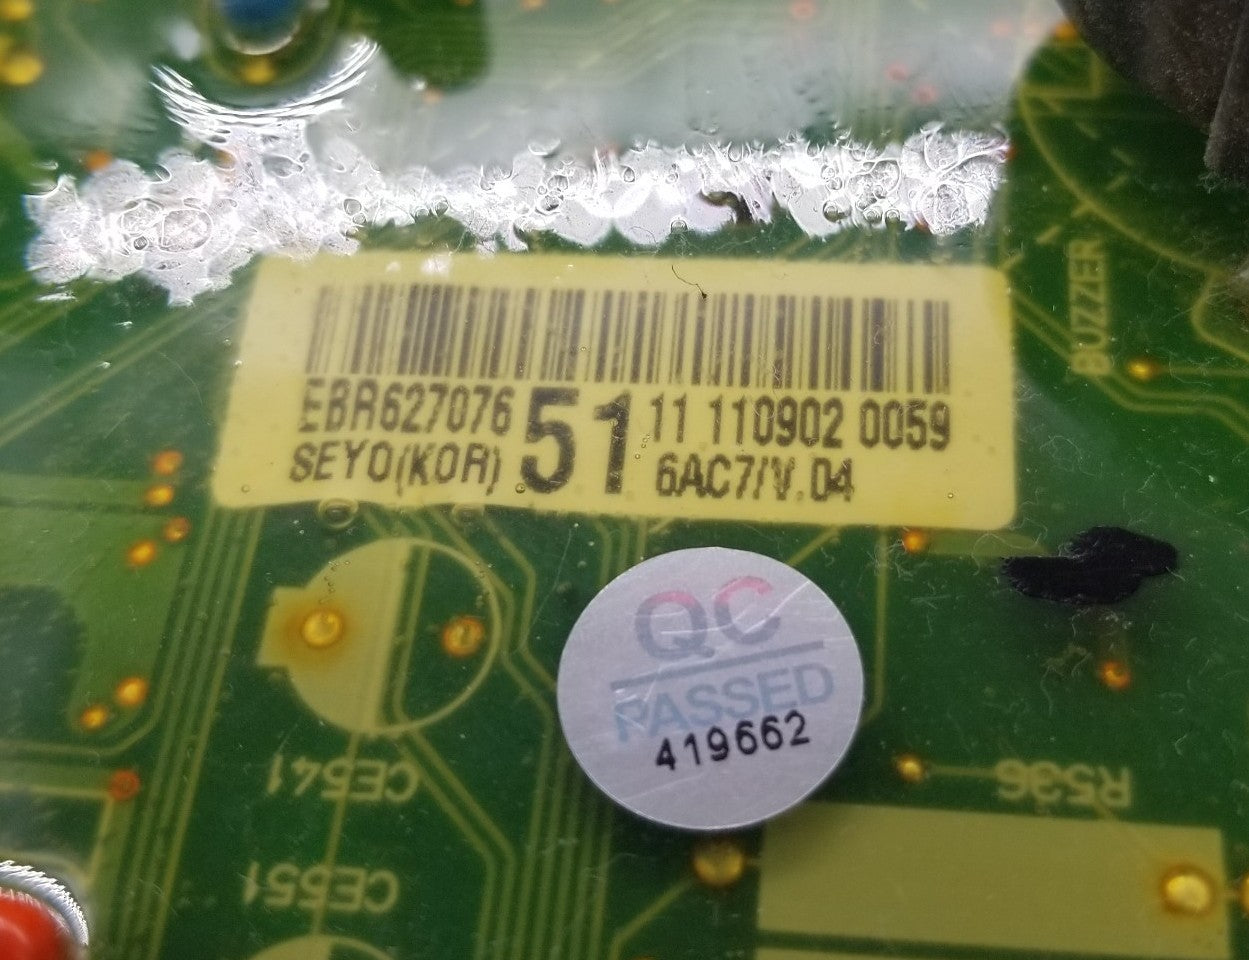 BUZZER
EBR627076 51 11 110902 0059
SEYO(KOR) 6AC7/V.04
QC
PASSED
419662
CE541
R536
CE551